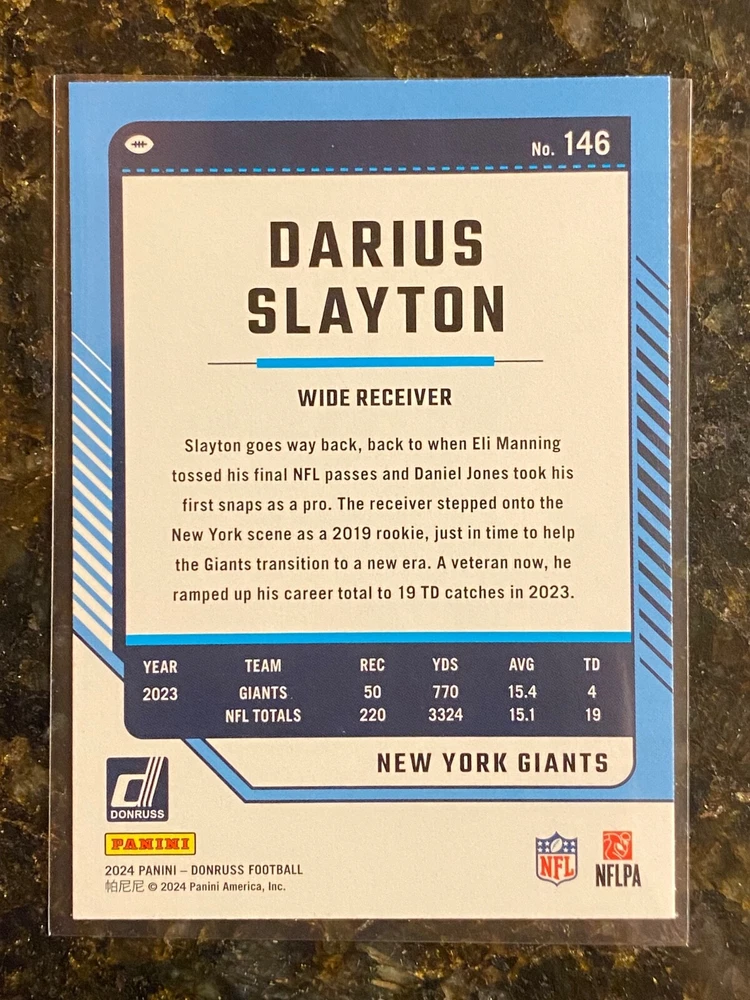 No. 146
DARIUS
SLAYTON
WIDE RECEIVER
Slayton goes way back, back to when Eli Manning
tossed his final NFL passes and Daniel Jones took his
first snaps as a pro. The receiver stepped onto the
New York scene as a 2019 rookie, just in time to help
the Giants transition to a new era. A veteran now, he
ramped up his career total to 19 TD catches in 2023.
YEAR TEAM REC YDS AVG TD
2023 GIANTS 50 770 15.4 4
NFL TOTALS 220 3324 15.1 19
NEW YORK GIANTS
d
DONRUSS
PANINI
2024 PANINI – DONRUSS FOOTBALL
帕尼尼 © 2024 Panini America, Inc.
NFL
NFLPA